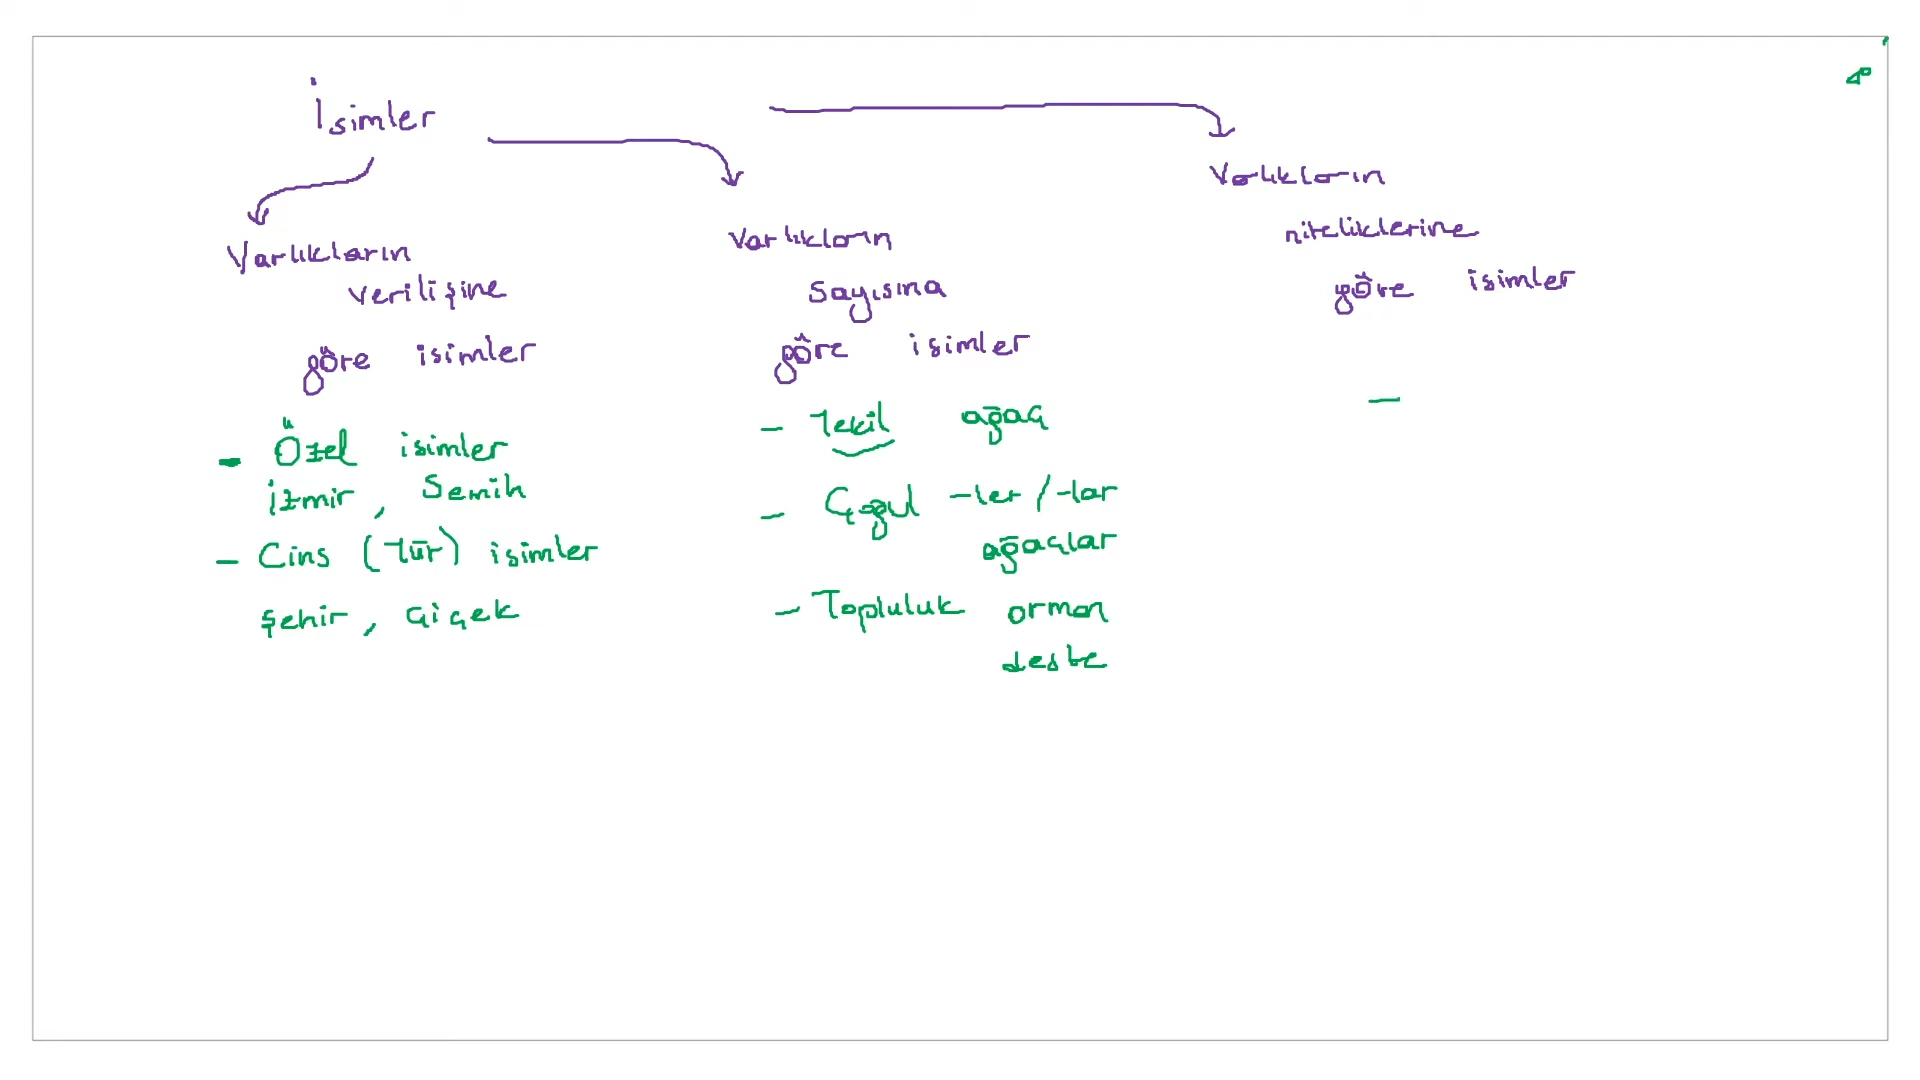 İsimler
Varlıkların
verilişine
göre isimler
- Özel isimler
İzmir, Semih
- Cins (tür) isimler
şehir, çiçek
Varlıkların
sayısına
göre isimler
- Tekil ağaç
- Çoğul -ler / -lar
ağaçlar
- Topluluk orman
deste
Varlıkların
niteliklerine
göre isimler
-